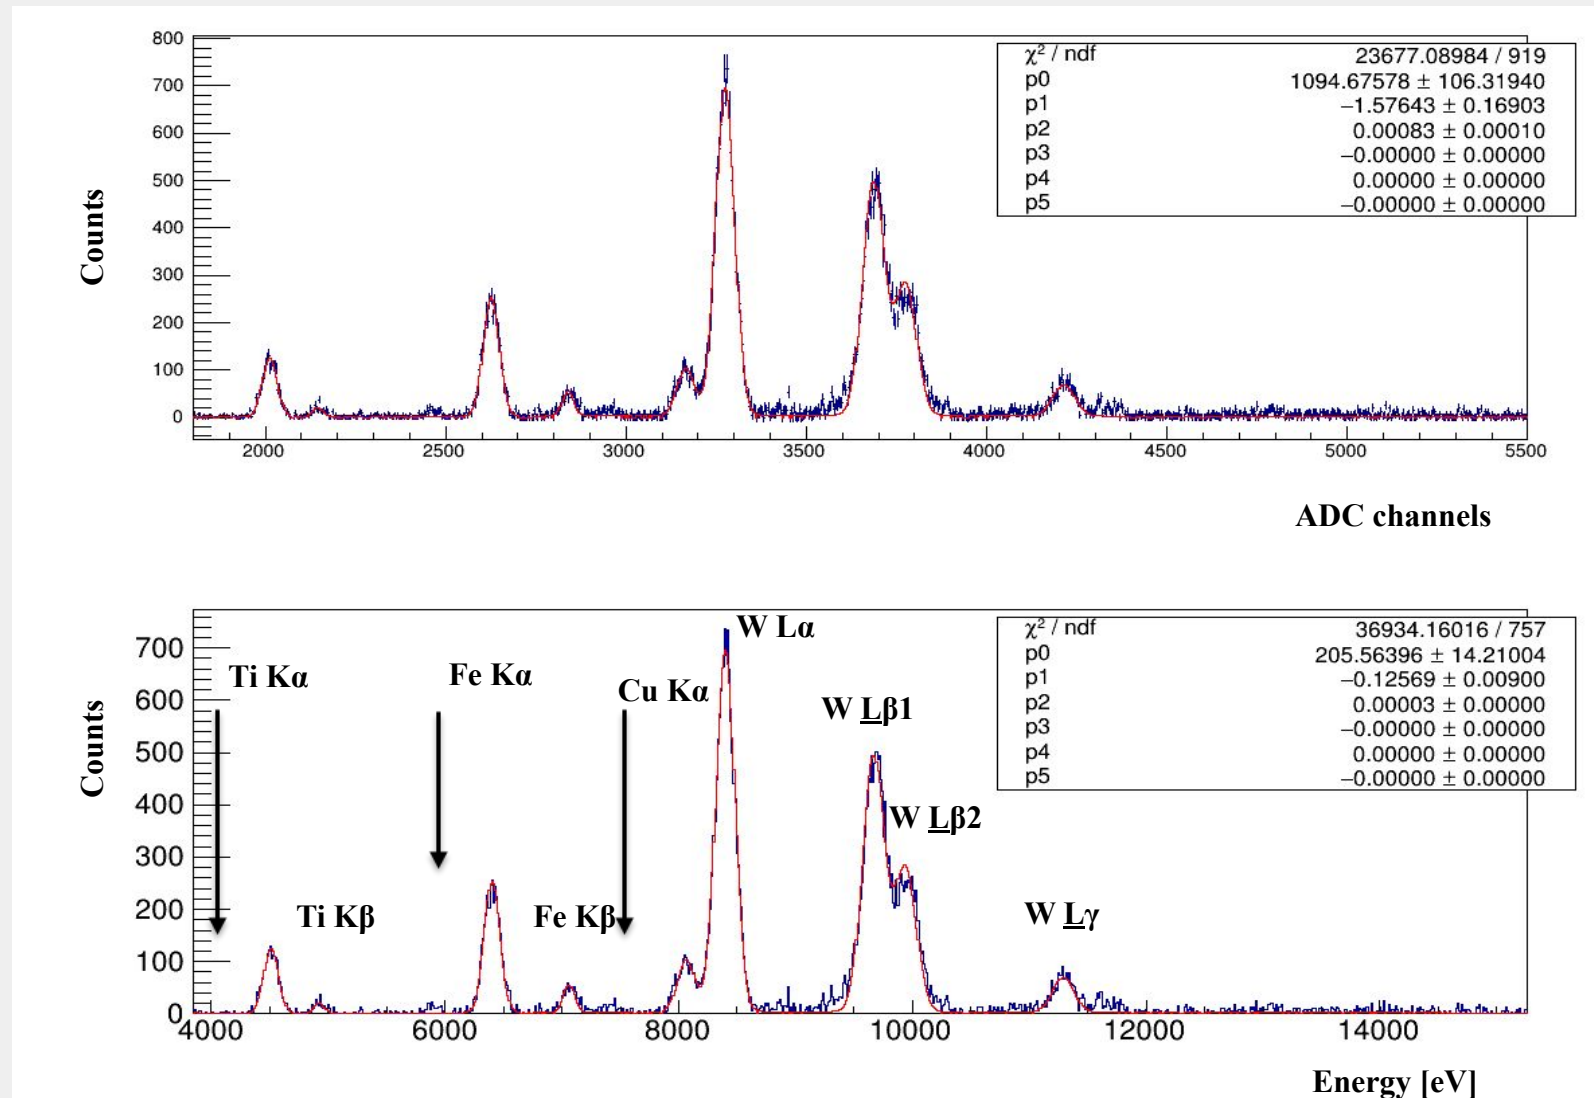 800
700
600
500
400
300
200
100
0
Counts
χ² / ndf 23677.08984 / 919
p0 1094.67578 ± 106.31940
p1 −1.57643 ± 0.16903
p2 0.00083 ± 0.00010
p3 −0.00000 ± 0.00000
p4 0.00000 ± 0.00000
p5 −0.00000 ± 0.00000
2000 2500 3000 3500 4000 4500 5000 5500
ADC channels
700
600
500
400
300
200
100
0
Counts
χ² / ndf 36934.16016 / 757
p0 205.56396 ± 14.21004
p1 −0.12569 ± 0.00900
p2 0.00003 ± 0.00000
p3 −0.00000 ± 0.00000
p4 0.00000 ± 0.00000
p5 −0.00000 ± 0.00000
Ti Kα
Fe Kα
Cu Kα
W Lα
W Lβ1
W Lβ2
Ti Kβ
Fe Kβ
W Lγ
4000 6000 8000 10000 12000 14000
Energy [eV]